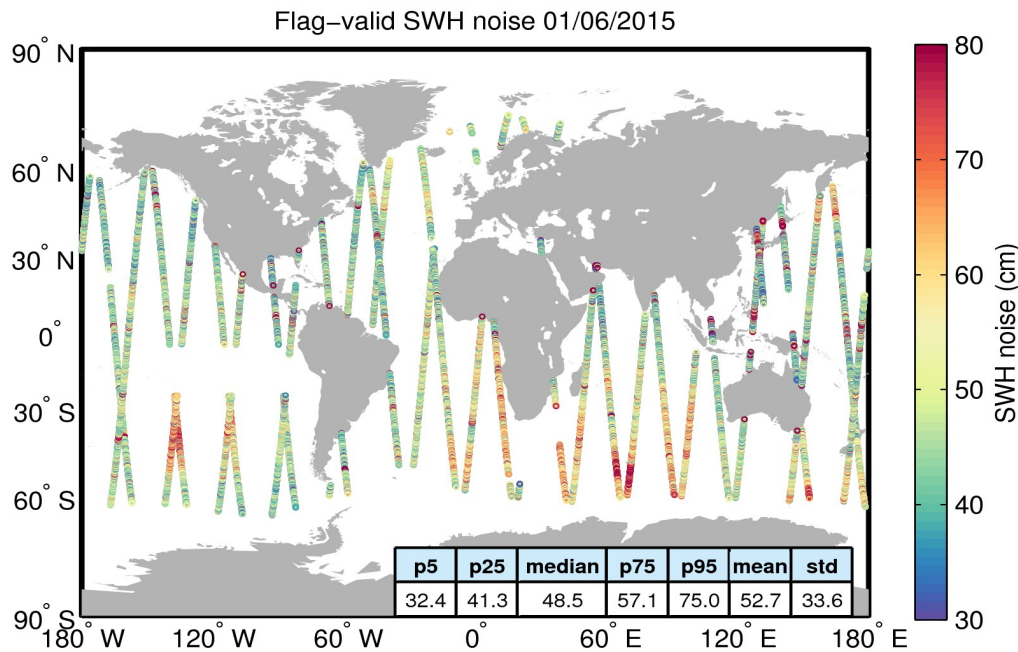 Flag−valid SWH noise 01/06/2015
90° N
60° N
30° N
0°
30° S
60° S
90° S
180° W
120° W
60° W
0°
60° E
120° E
180° E
80
70
60
50
40
30
SWH noise (cm)
p5 p25 median p75 p95 mean std
32.4 41.3 48.5 57.1 75.0 52.7 33.6